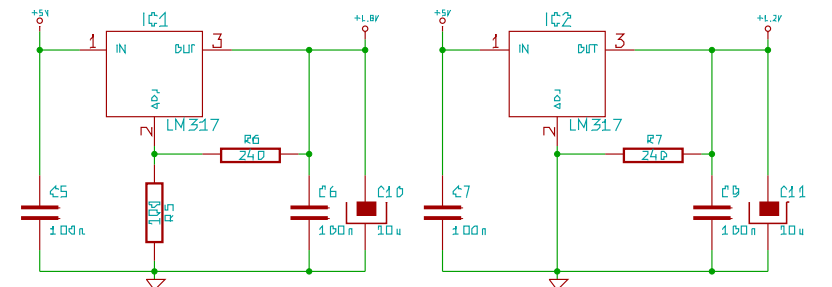 +5V
IC1
+1.8V
+5V
IC2
+1.2V
1
IN
OUT
3
1
IN
OUT
3
ADJ
ADJ
2
LM317
2
LM317
R6
240
R7
240
C5
100n
R5
C6
100n
C10
10u
C7
100n
C9
100n
C11
10u